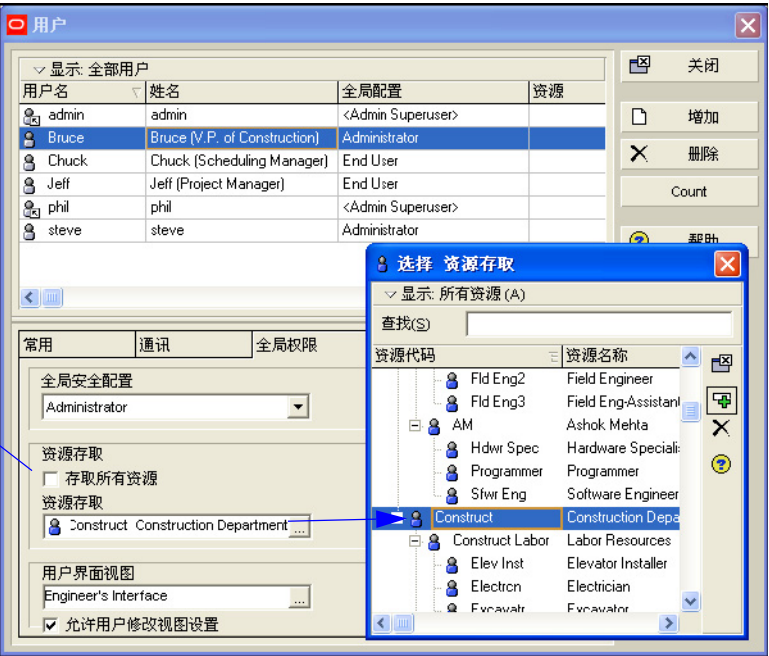 用户
显示: 全部用户
用户名 姓名 全局配置 资源
admin admin <Admin Superuser>
Bruce Bruce (V.P. of Construction) Administrator
Chuck Chuck (Scheduling Manager) End User
Jeff Jeff (Project Manager) End User
phil phil <Admin Superuser>
steve steve Administrator
关闭
增加
删除
Count
帮助
常用 通讯 全局权限
全局安全配置
Administrator
资源存取
存取所有资源
资源存取
Construct Construction Department ...
用户界面视图
Engineer's Interface ...
允许用户修改视图设置
选择 资源存取
显示: 所有资源 (A)
查找(S)
资源代码 资源名称
Fld Eng2 Field Engineer
Fld Eng3 Field Eng-Assistant
AM Ashok Mehta
Hdwr Spec Hardware Speciali
Programmer Programmer
Sfwr Eng Software Engineer
Construct Construction Depa
Construct Labor Labor Resources
Elev Inst Elevator Installer
Electrcn Electrician
Excavatr Excavator